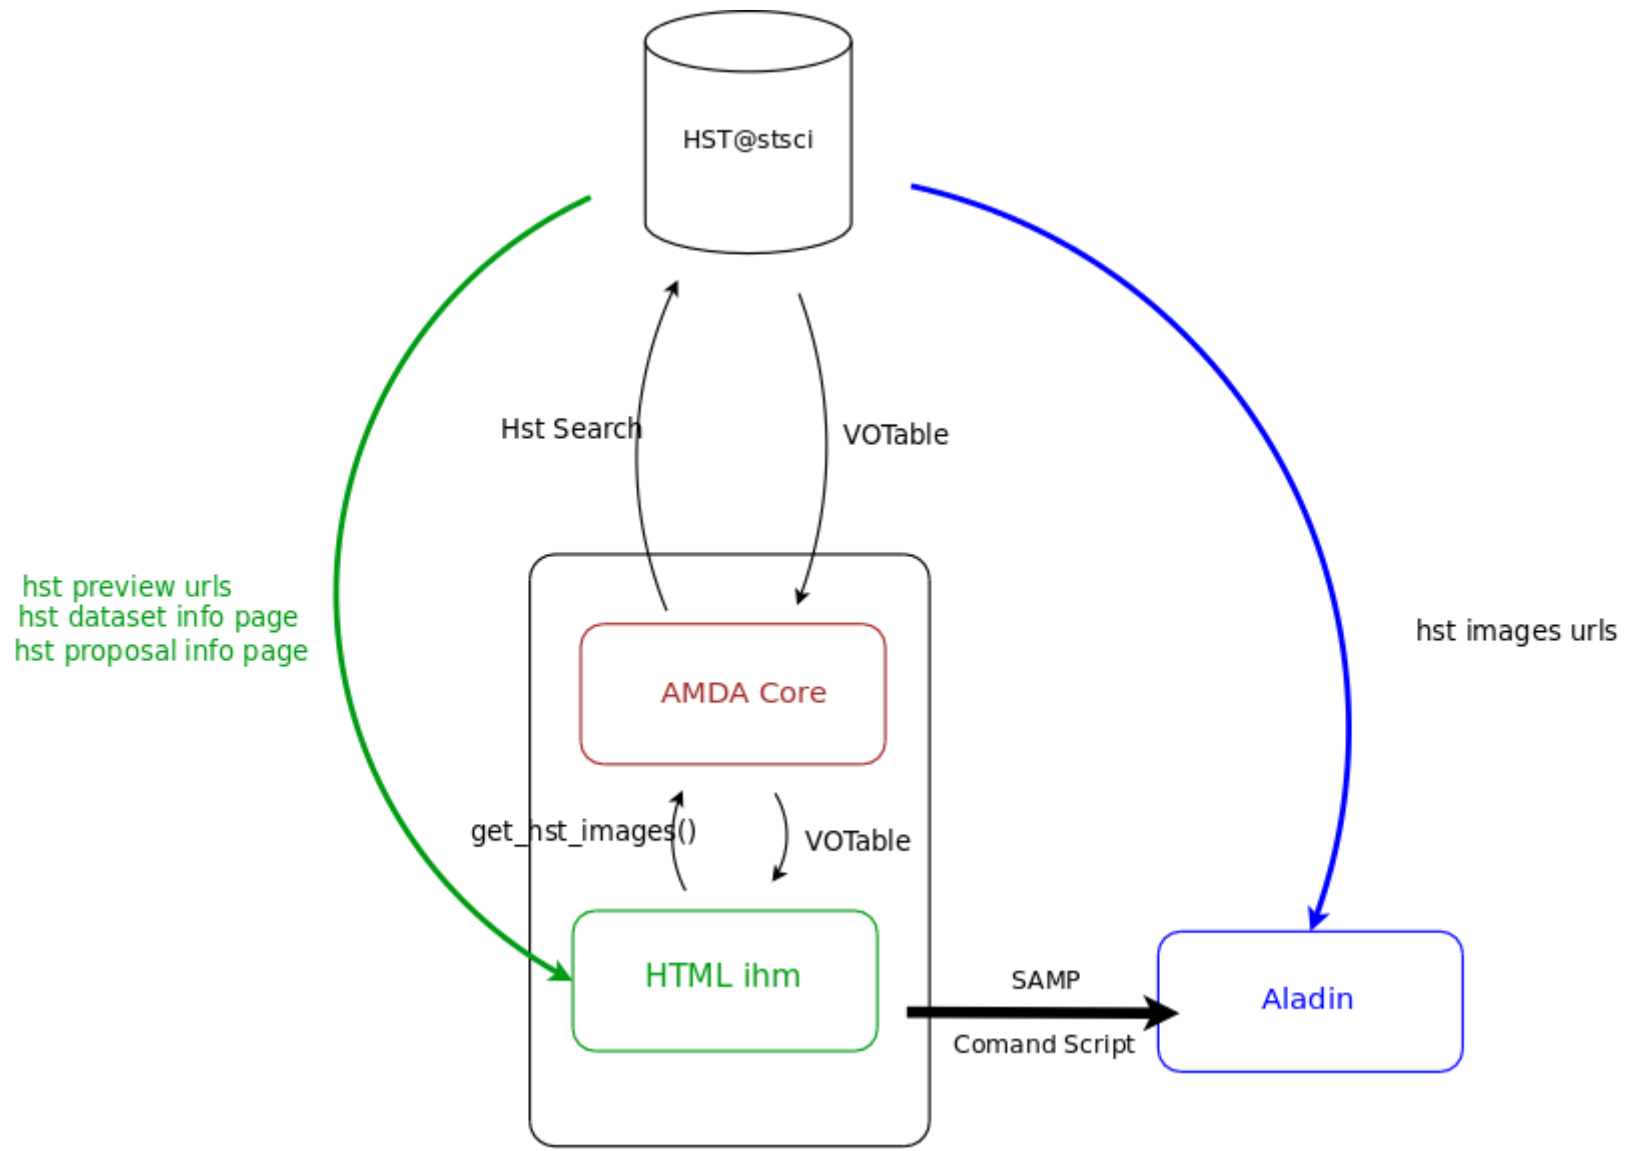 HST@stsci
Hst Search
VOTable
hst preview urls
hst dataset info page
hst proposal info page
hst images urls
AMDA Core
get_hst_images()
VOTable
HTML ihm
SAMP
Comand Script
Aladin